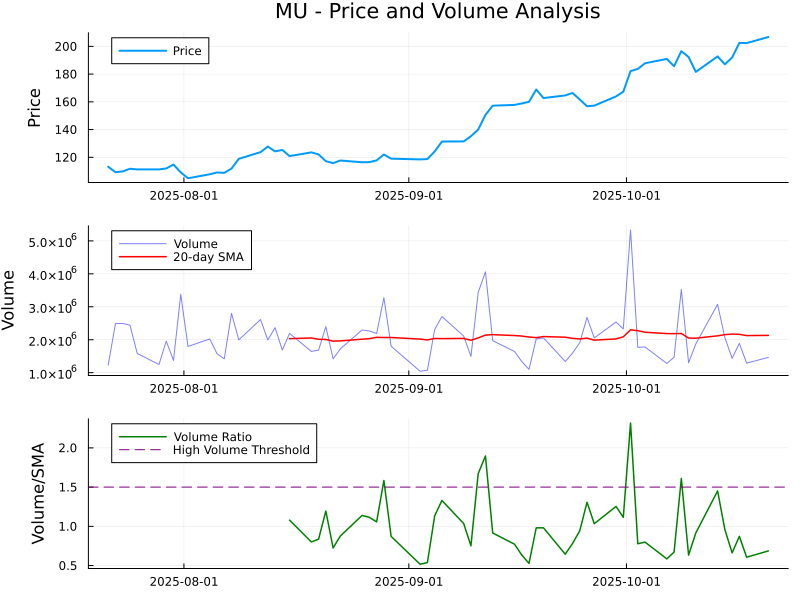 MU - Price and Volume Analysis
Price
200
180
160
140
120
Price
2025-08-01 2025-09-01 2025-10-01
Volume
20-day SMA
5.0×10⁶
4.0×10⁶
3.0×10⁶
2.0×10⁶
1.0×10⁶
Volume
2025-08-01 2025-09-01 2025-10-01
Volume Ratio
High Volume Threshold
2.0
1.5
1.0
0.5
Volume/SMA
2025-08-01 2025-09-01 2025-10-01